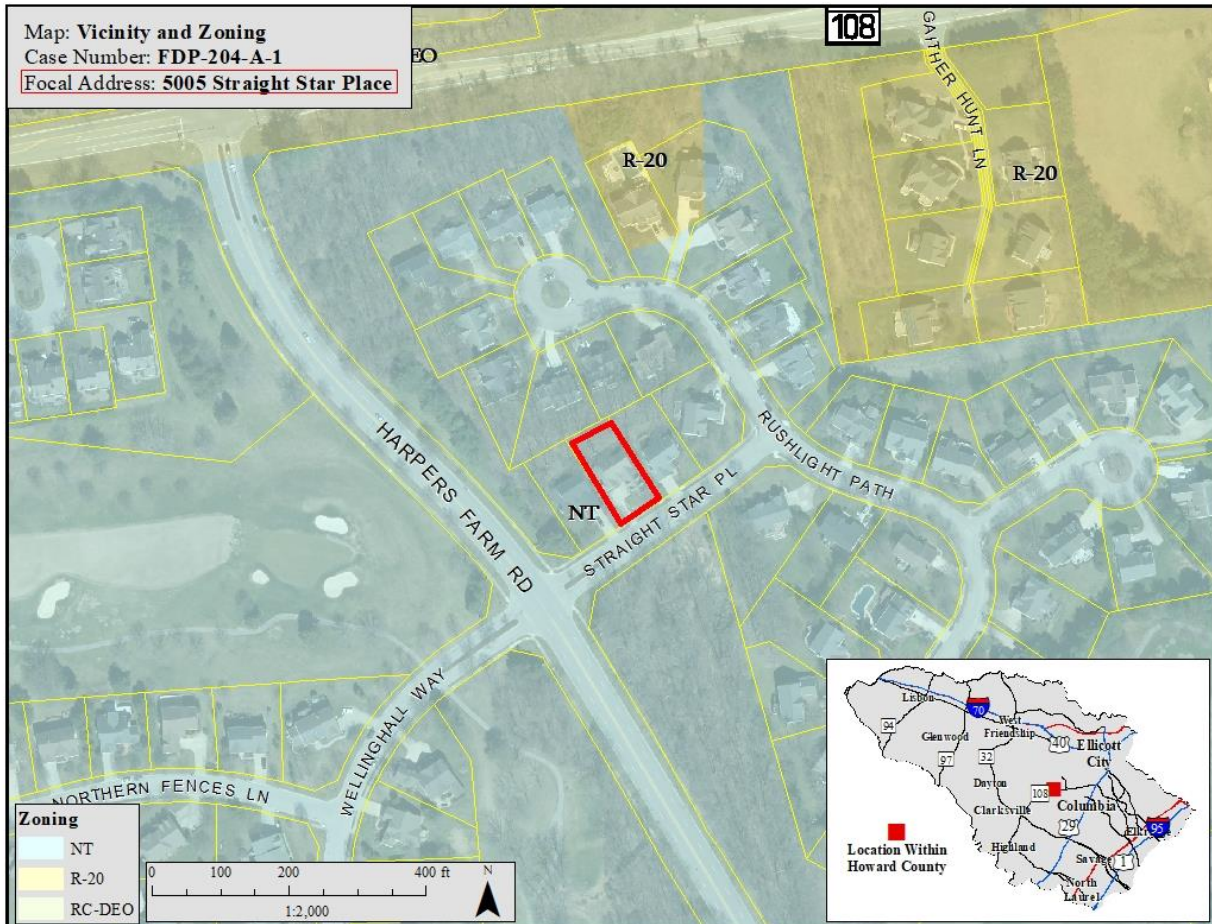 Map: Vicinity and Zoning
Case Number: FDP-204-A-1
Focal Address: 5005 Straight Star Place
EO
108
GAITHER HUNT LN
R-20
R-20
HARPERS FARM RD
RUSHLIGHT PATH
NT
STRAIGHT STAR PL
WELLINGHALL WAY
NORTHERN FENCES LN
Zoning
NT
R-20
RC-DEO
0 100 200 400 ft
1:2,000
N
Lisbon
70
94
West
Friendship
Glenwood
40
Ellicott
City
97
32
Dayton
108
Columbia
Clarksville
29
95
Highland
Savage
1
North
Laurel
Location Within
Howard County